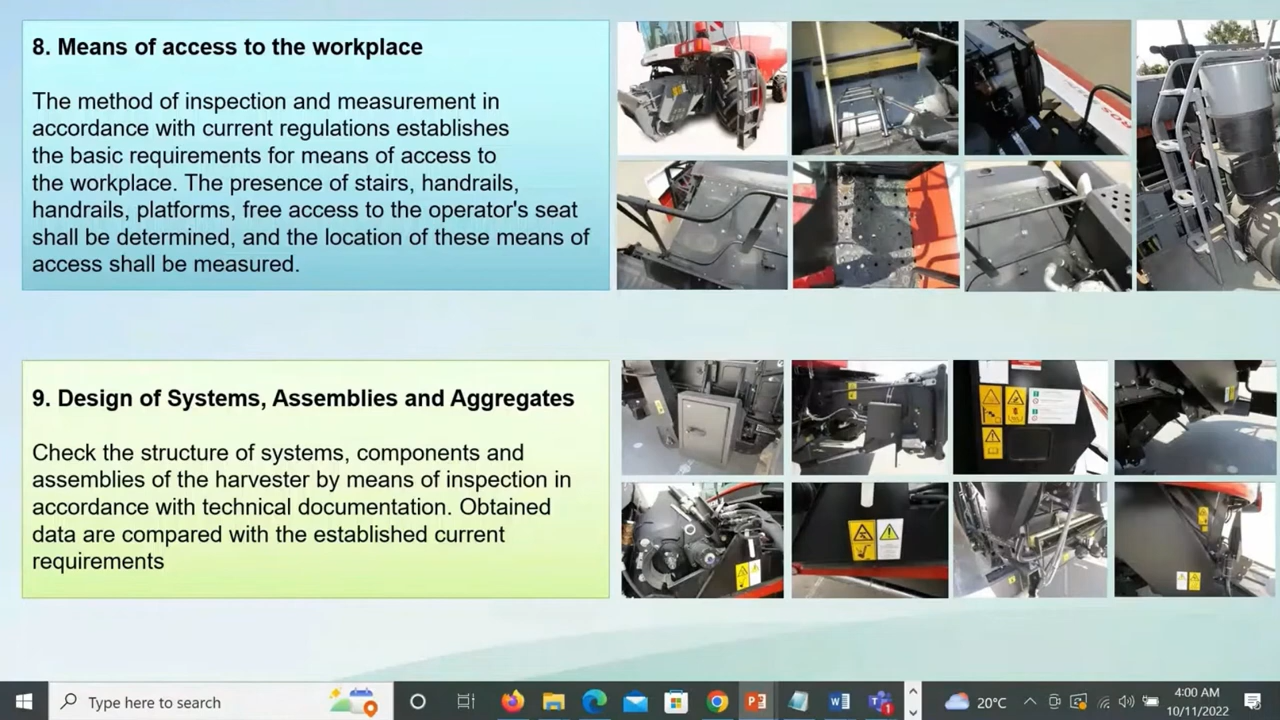 8. Means of access to the workplace
The method of inspection and measurement in
accordance with current regulations establishes
the basic requirements for means of access to
the workplace. The presence of stairs, handrails,
handrails, platforms, free access to the operator's seat
shall be determined, and the location of these means of
access shall be measured.
9. Design of Systems, Assemblies and Aggregates
Check the structure of systems, components and
assemblies of the harvester by means of inspection in
accordance with technical documentation. Obtained
data are compared with the established current
requirements
Type here to search
20°C
4:00 AM
10/11/2022